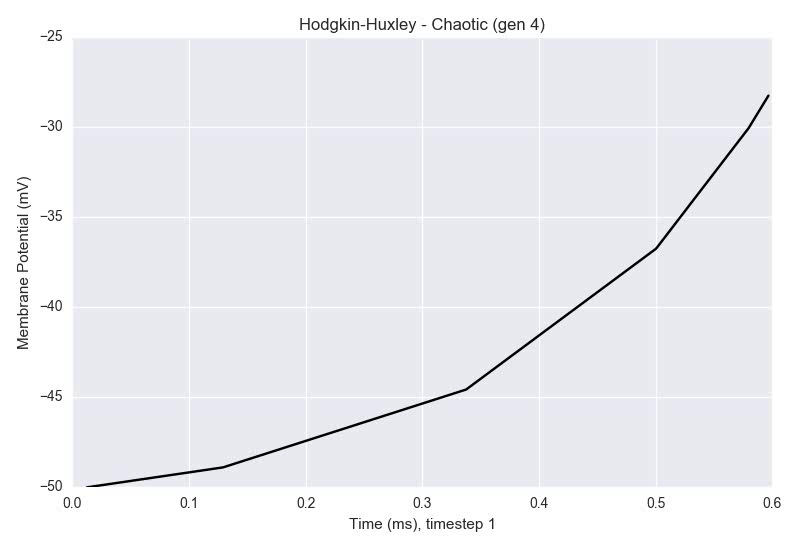 Hodgkin-Huxley - Chaotic (gen 4)
Membrane Potential (mV)
−25
−30
−35
−40
−45
−50
0.0 0.1 0.2 0.3 0.4 0.5 0.6
Time (ms), timestep 1